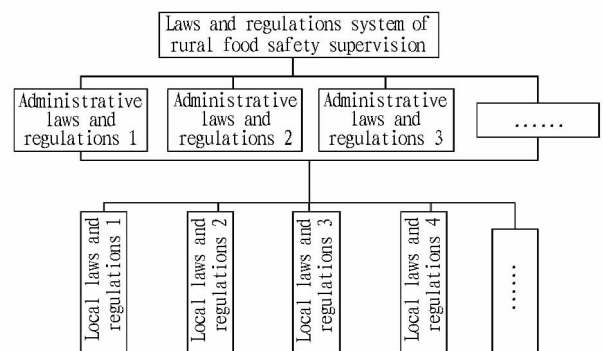 Laws and regulations system of
rural food safety supervision
Administrative
laws and
regulations 1
Administrative
laws and
regulations 2
Administrative
laws and
regulations 3
......
Local laws and
regulations 1
Local laws and
regulations 2
Local laws and
regulations 3
Local laws and
regulations 4
......